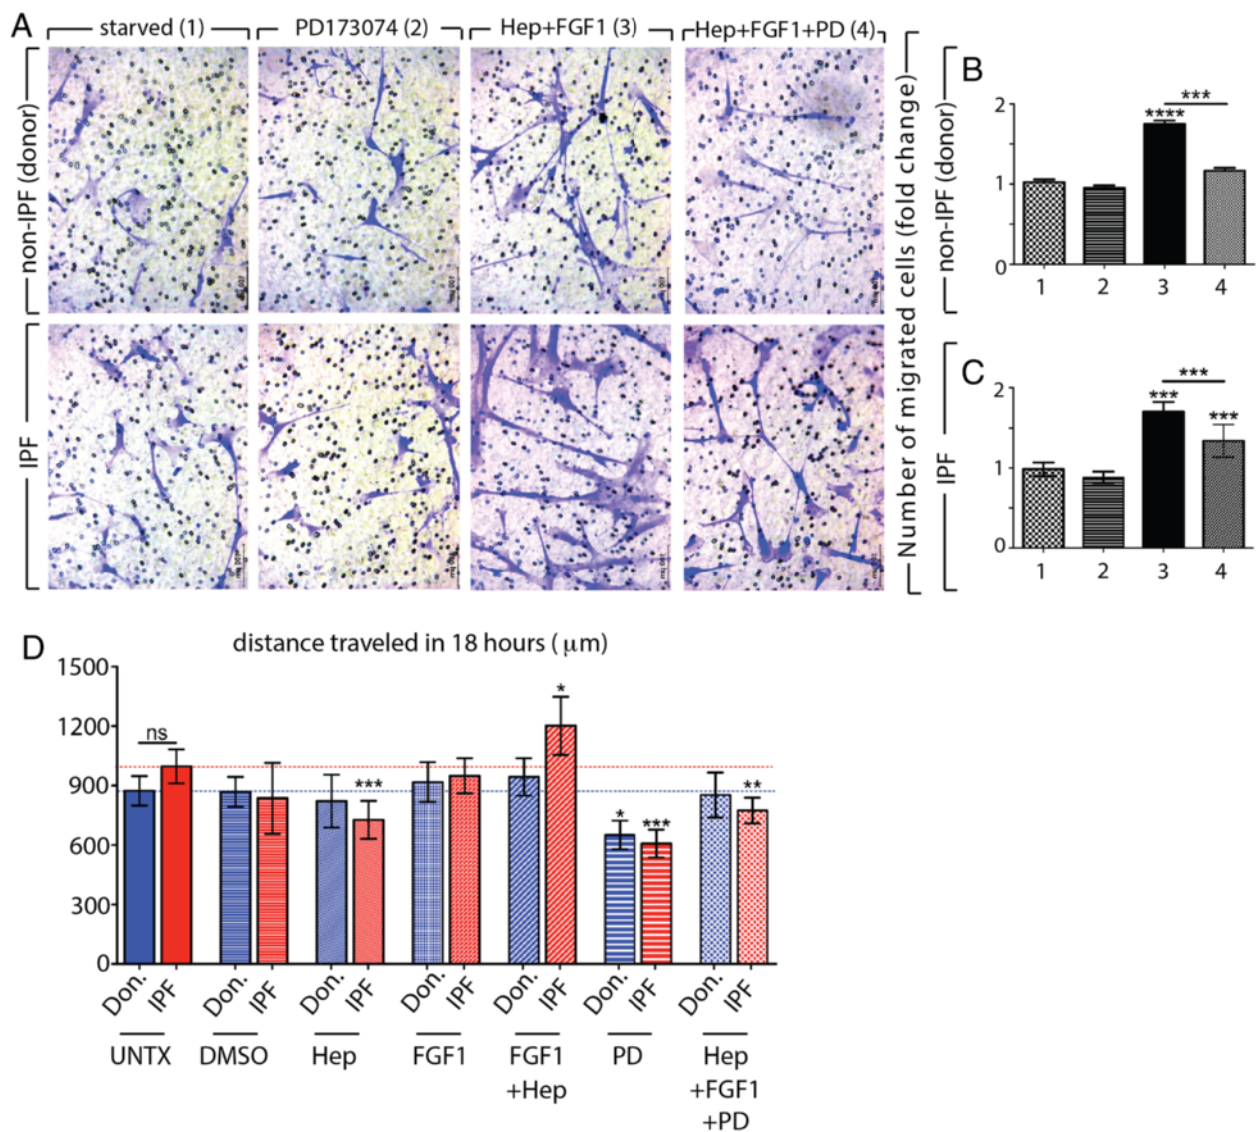 A
starved (1)
PD173074 (2)
Hep+FGF1 (3)
Hep+FGF1+PD (4)
non-IPF (donor)
IPF
Number of migrated cells (fold change)
non-IPF (donor)
B
2
1
0
***
****
1
2
3
4
IPF
C
2
1
0
***
***
***
1
2
3
4
D
distance traveled in 18 hours (μm)
1500
1200
900
600
300
0
ns
***
*
*
***
**
Don.
IPF
Don.
IPF
Don.
IPF
Don.
IPF
Don.
IPF
Don.
IPF
Don.
IPF
UNTX
DMSO
Hep
FGF1
FGF1
+Hep
PD
Hep
+FGF1
+PD